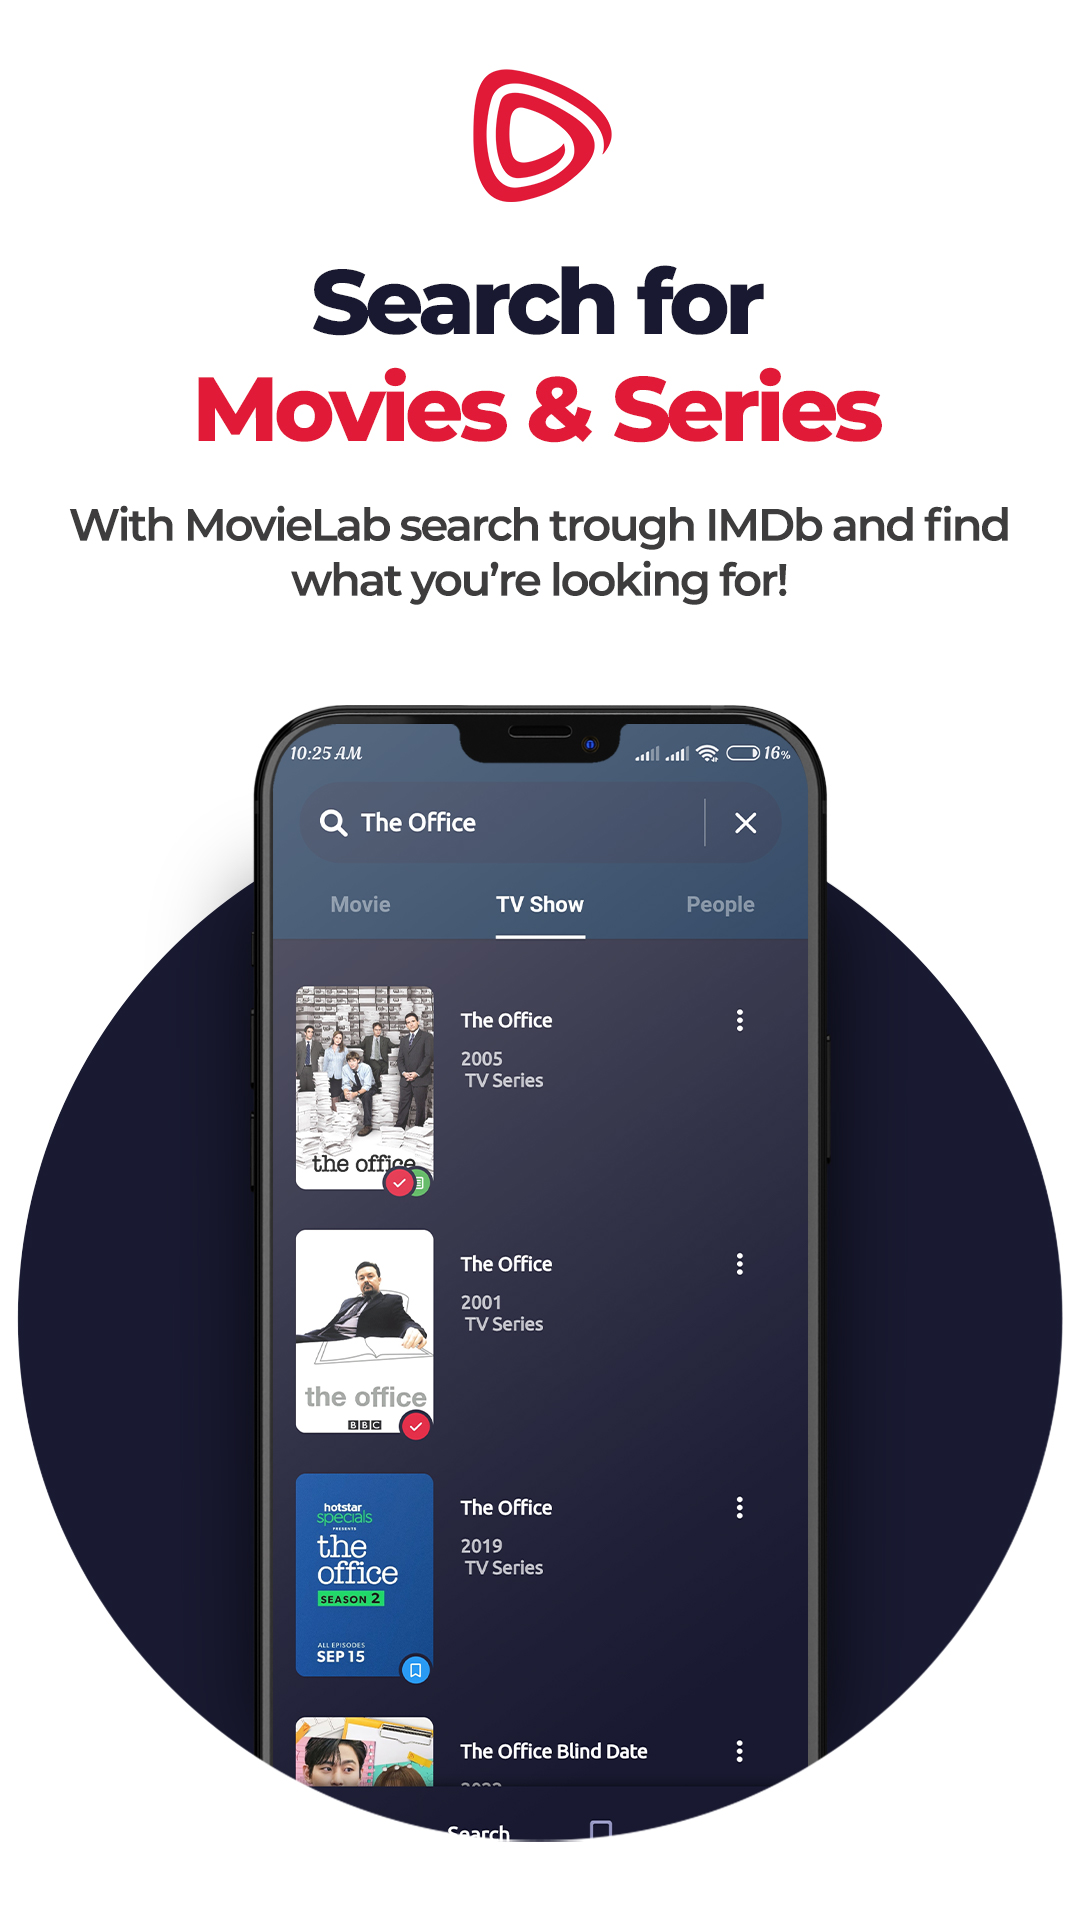 Search for
Movies & Series
With MovieLab search trough IMDb and find
what you're looking for!
10:25 AM
16%
The Office
Movie
TV Show
People
the office
The Office
2005
TV Series
the office
BBC
The Office
2001
TV Series
hotstar
specials
PRESENTS
the
office
SEASON 2
ALL EPISODES
SEP 15
The Office
2019
TV Series
The Office Blind Date
2022
Search